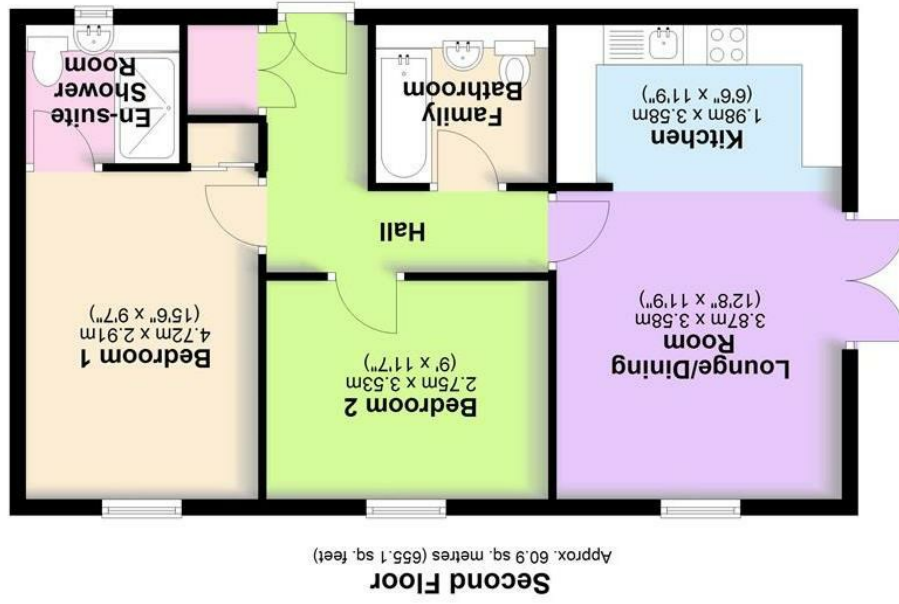 Second Floor
Approx. 60.9 sq. metres (655.1 sq. feet)
Lounge/Dining
Room
3.87m x 3.58m
(12'8" x 11'9")
Bedroom 2
2.75m x 3.53m
(9' x 11'7")
Bedroom 1
4.72m x 2.91m
(15'6" x 9'7")
Hall
Kitchen
1.98m x 3.58m
(6'6" x 11'9")
Family
Bathroom
En-suite
Shower
Room